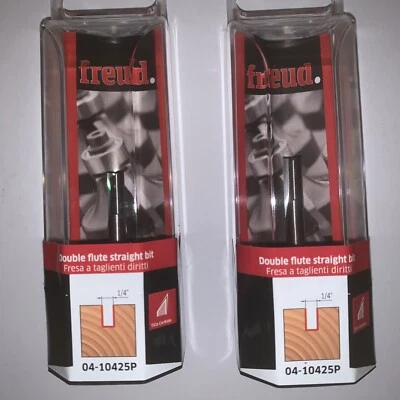 freud.
Double flute straight bit
Fresa a taglienti diritti
1/4"
04-10425P
freud.
Double flute straight bit
Fresa a taglienti diritti
1/4"
04-10425P